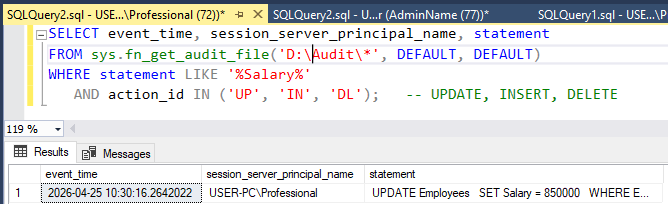 SQLQuery2.sql - USE...\Professional (72))*
SQLQuery2.sql - U...r (AdminName (77))*
SQLQuery1.sql - USE...\Pr
SELECT event_time, session_server_principal_name, statement
FROM sys.fn_get_audit_file('D:\Audit\*', DEFAULT, DEFAULT)
WHERE statement LIKE '%Salary%'
AND action_id IN ('UP', 'IN', 'DL'); -- UPDATE, INSERT, DELETE
119 %
Results Messages
event_time session_server_principal_name statement
1 2026-04-25 10:30:16.2642022 USER-PC\Professional UPDATE Employees SET Salary = 850000 WHERE E...